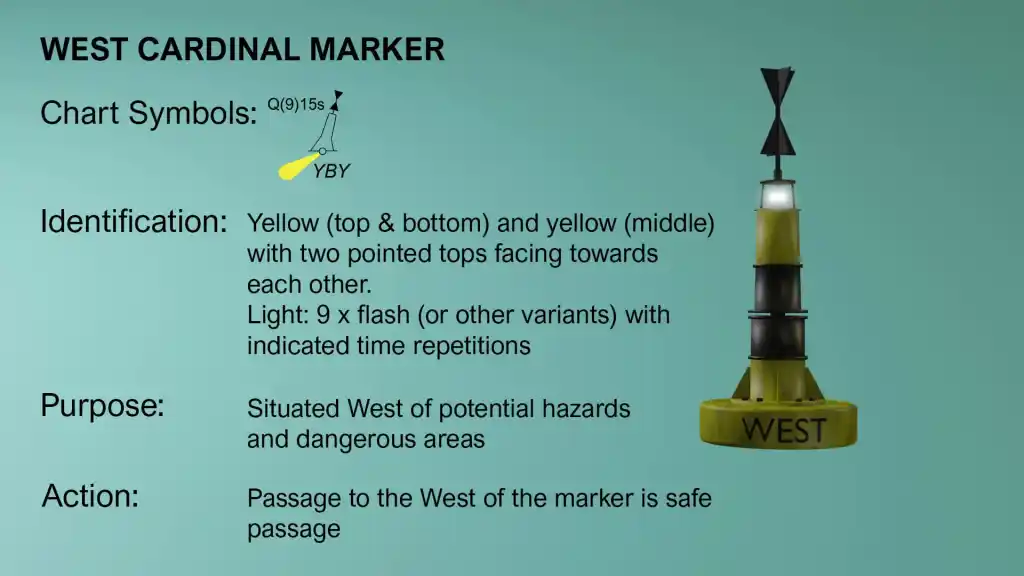 WEST CARDINAL MARKER
Chart Symbols: Q(9)15s
YBY
Identification: Yellow (top & bottom) and yellow (middle)
with two pointed tops facing towards
each other.
Light: 9 x flash (or other variants) with
indicated time repetitions
Purpose: Situated West of potential hazards
and dangerous areas
WEST
Action: Passage to the West of the marker is safe
passage